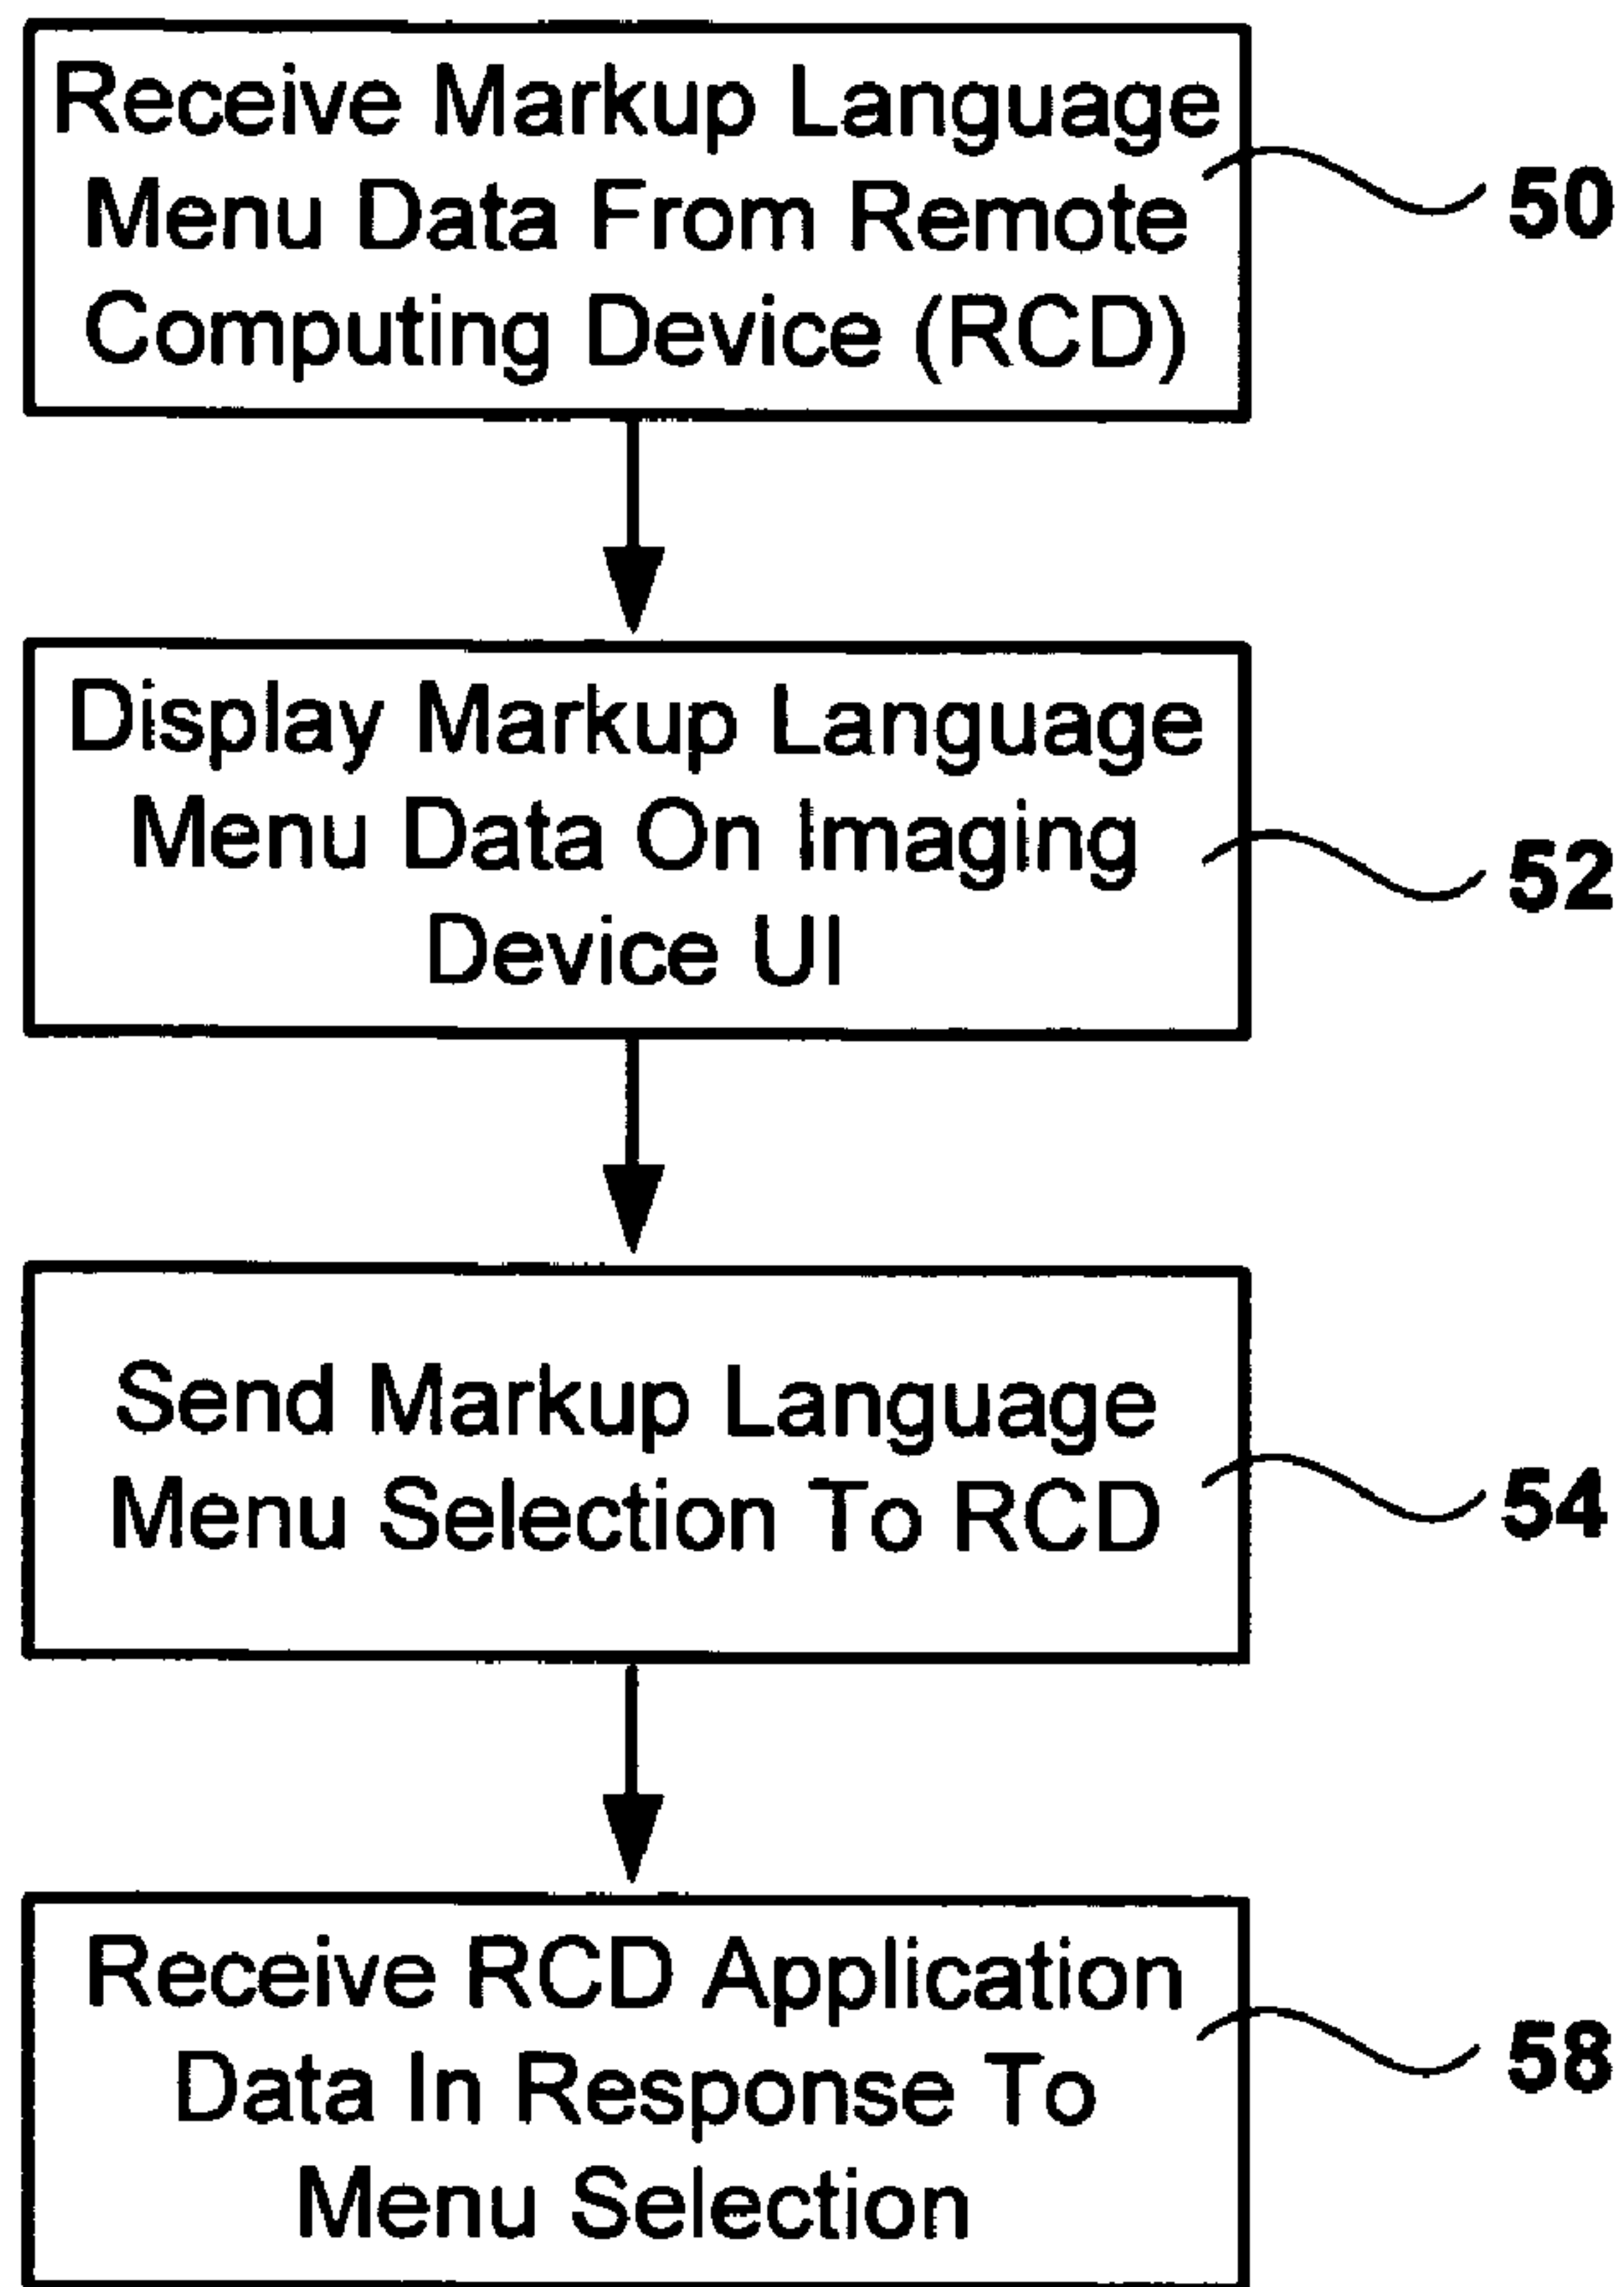 Receive Markup Language
Menu Data From Remote
Computing Device (RCD)
50
Display Markup Language
Menu Data On Imaging
Device UI
52
Send Markup Language
Menu Selection To RCD
54
Receive RCD Application
Data In Response To
Menu Selection
58